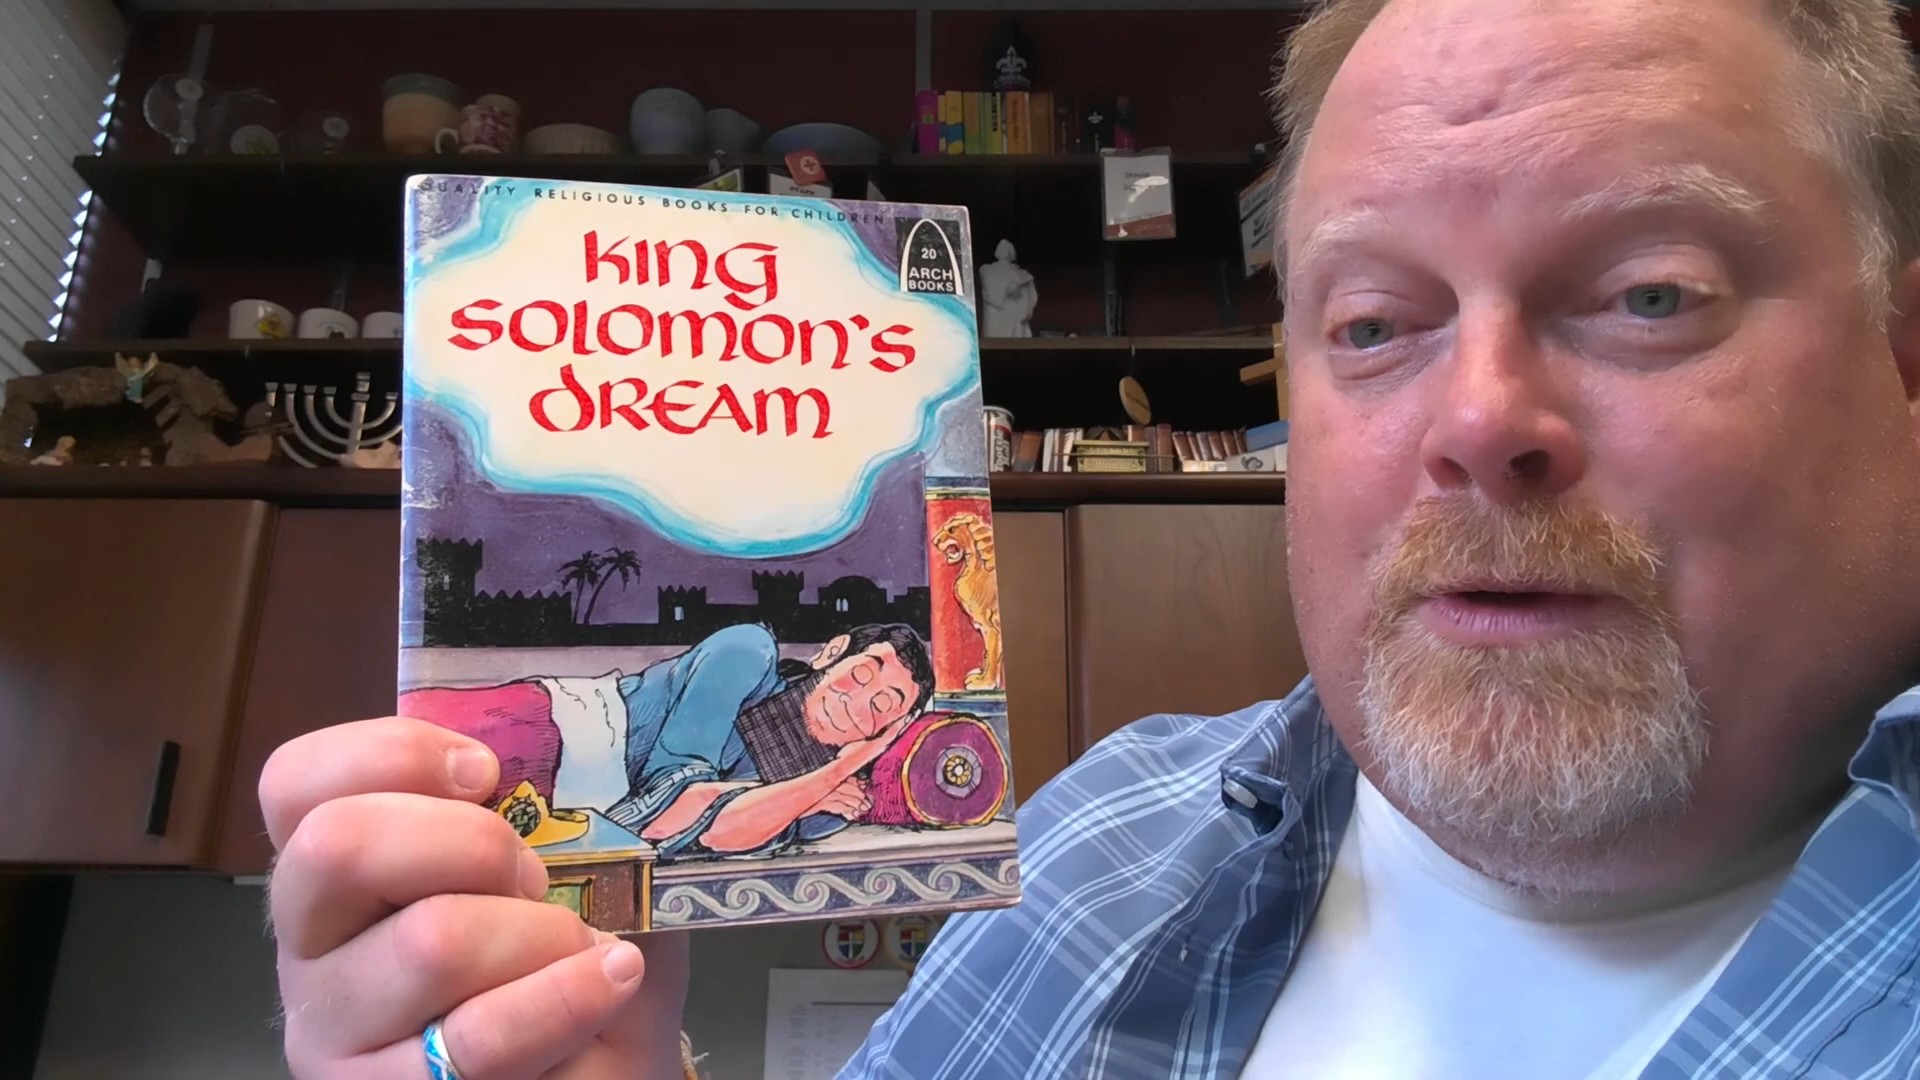 QUALITY RELIGIOUS BOOKS FOR CHILDREN
20
ARCH
BOOKS
KING
SOLOMON'S
DREAM